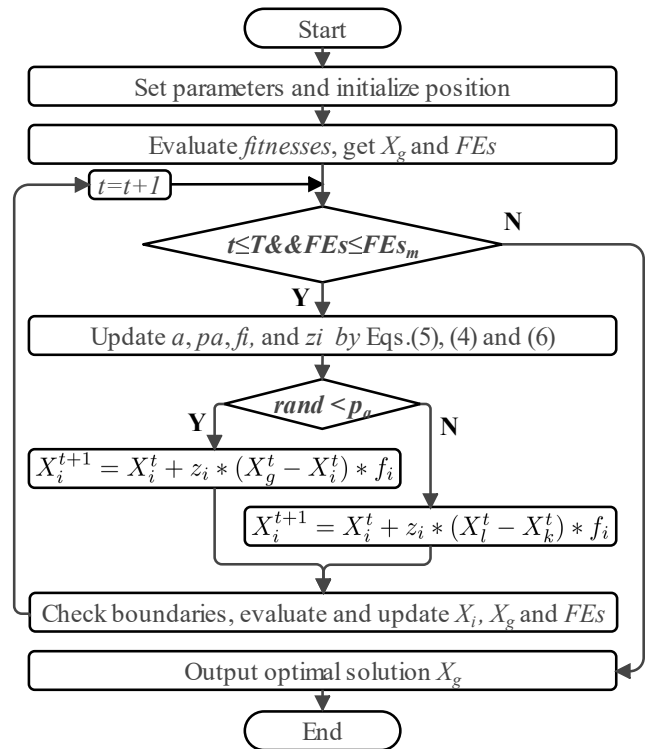 Start
Set parameters and initialize position
Evaluate fitnesses, get X_g and FEs
t=t+1
t≤T&&FEs≤FEs_m
N
Y
Update a, pa, fi, and zi by Eqs.(5), (4) and (6)
rand < p_a
Y
N
X_i^{t+1} = X_i^t + z_i * (X_g^t − X_i^t) * f_i
X_i^{t+1} = X_i^t + z_i * (X_l^t − X_k^t) * f_i
Check boundaries, evaluate and update X_i, X_g and FEs
Output optimal solution X_g
End